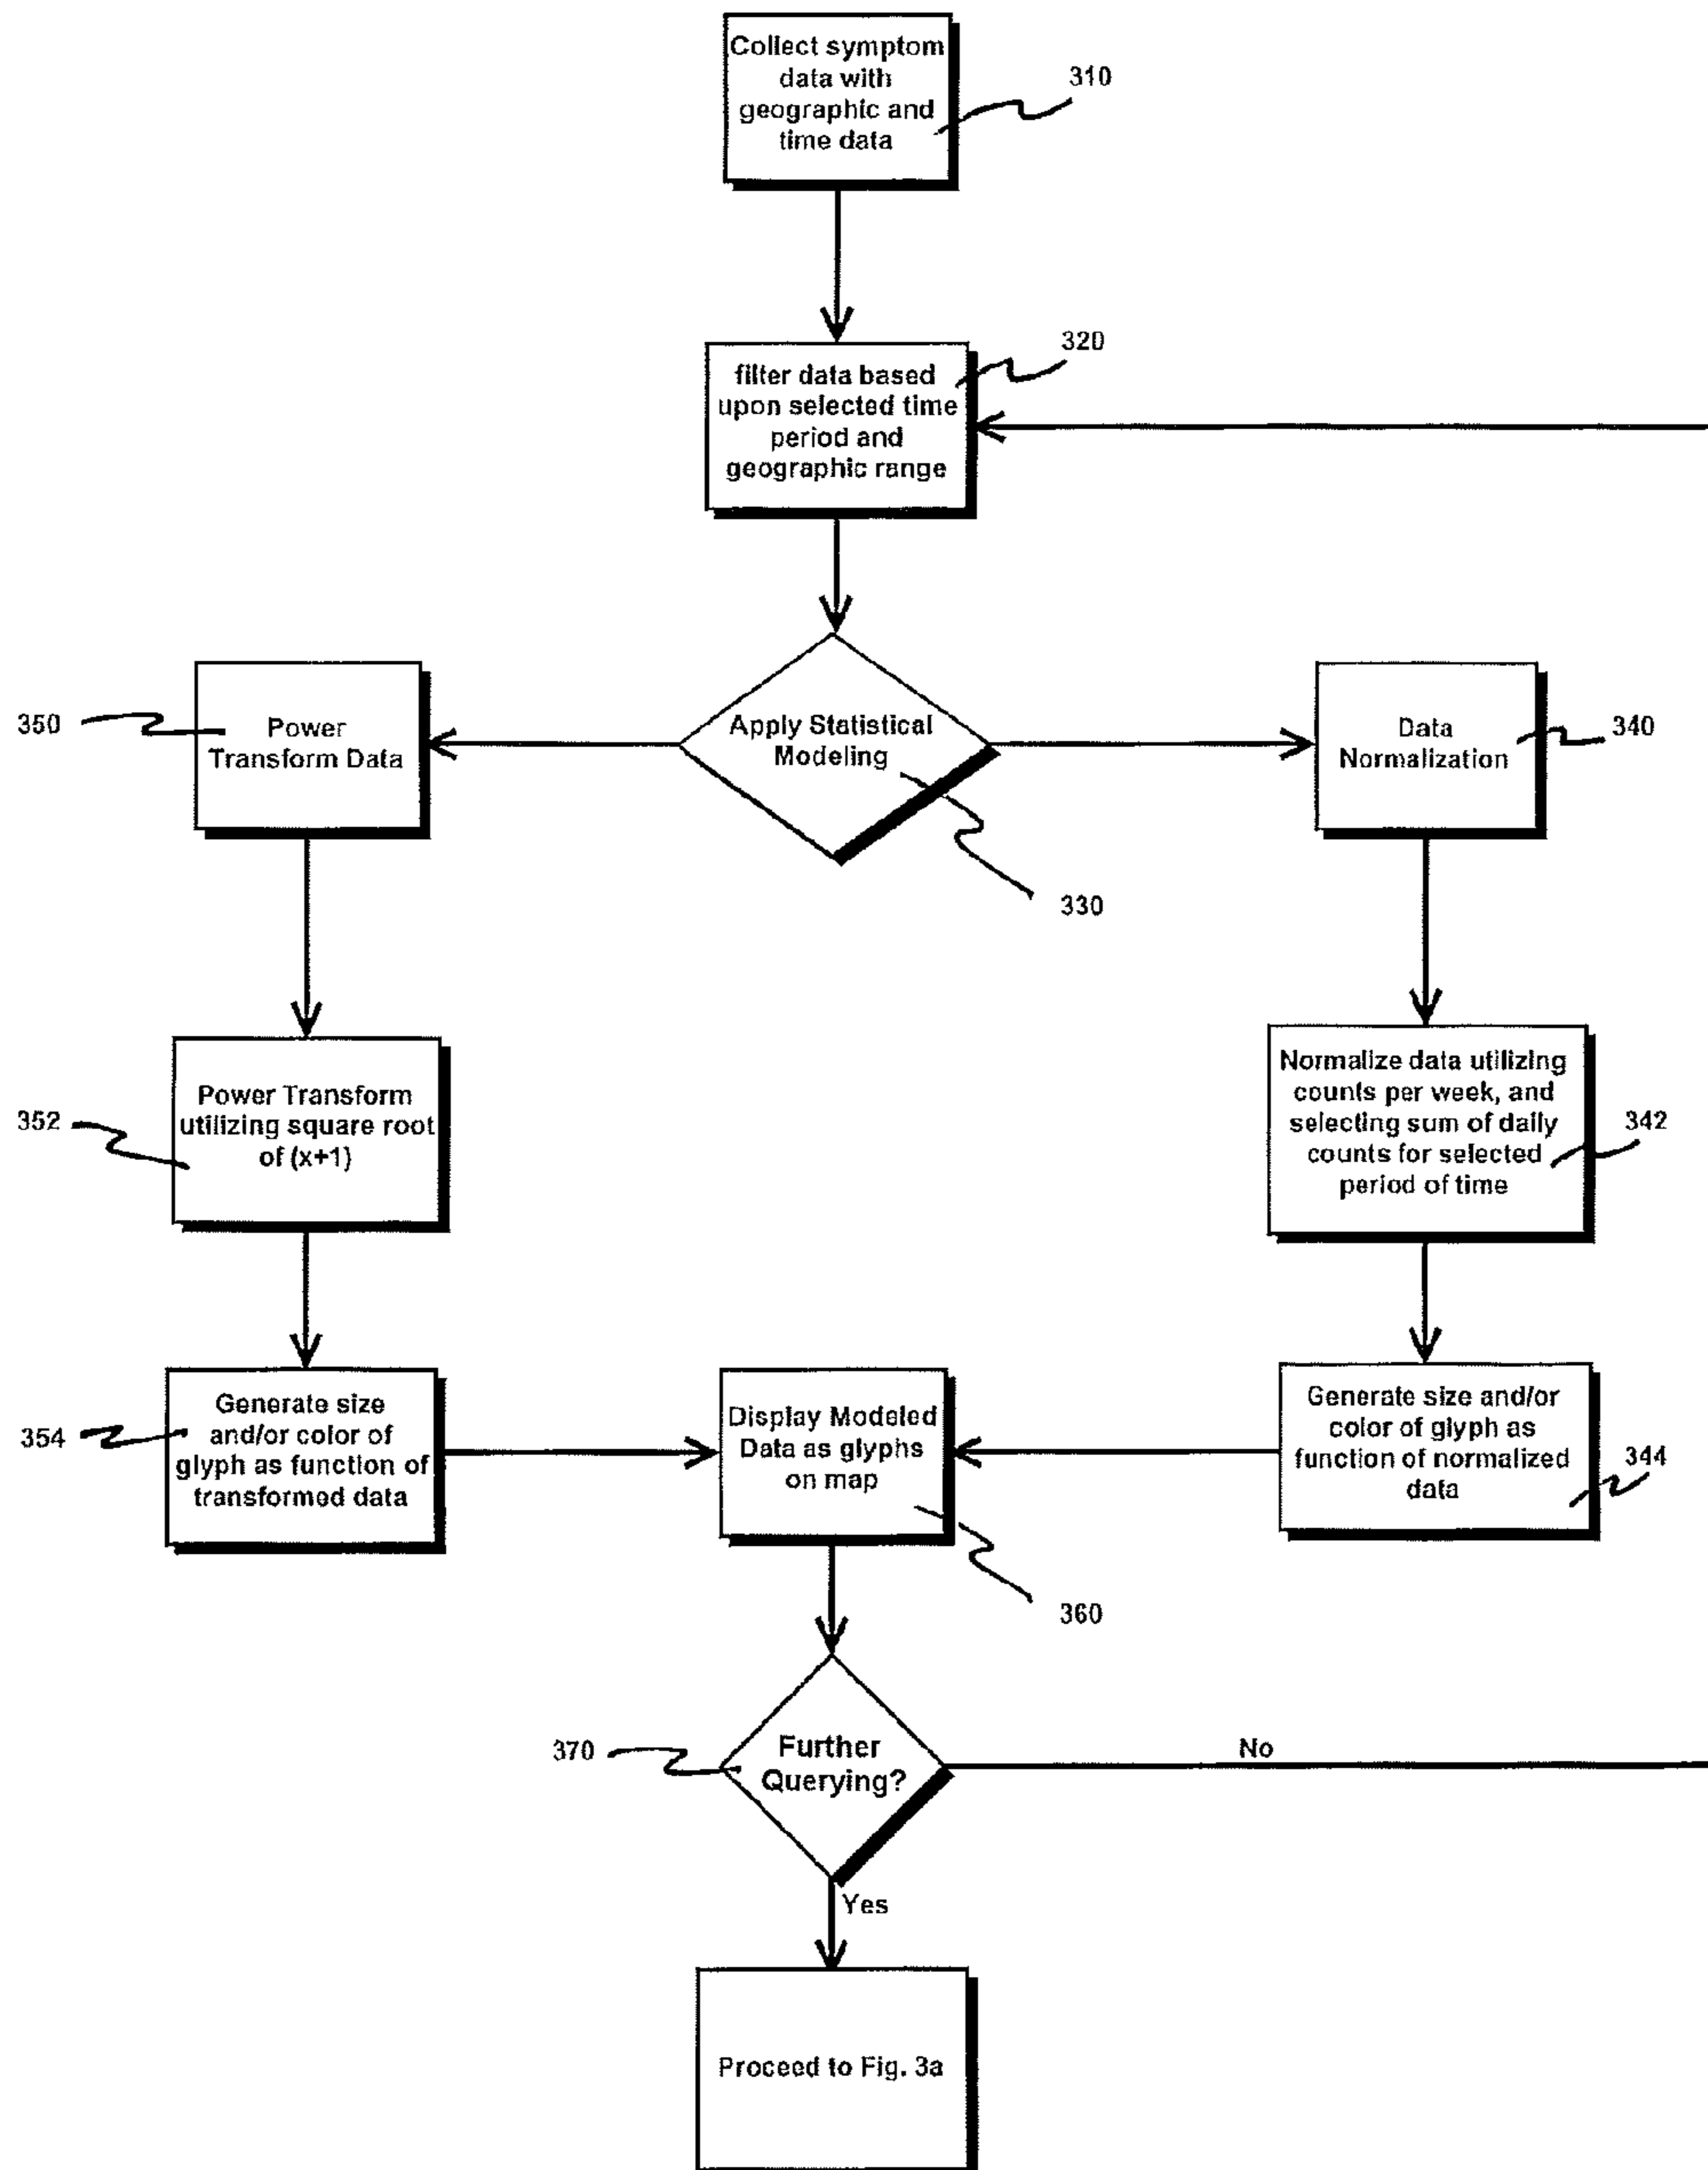 Collect symptom
data with
geographic and
time data
310
filter data based
upon selected time
period and
geographic range
320
Apply Statistical
Modeling
330
350
Power
Transform Data
Data
Normalization
340
352
Power Transform
utilizing square root
of (x+1)
Normalize data utilizing
counts per week, and
selecting sum of daily
counts for selected
period of time
342
354
Generate size
and/or color of
glyph as function of
transformed data
Display Modeled
Data as glyphs
on map
360
Generate size and/or
color of glyph as
function of normalized
data
344
370
Further
Querying?
No
Yes
Proceed to Fig. 3a